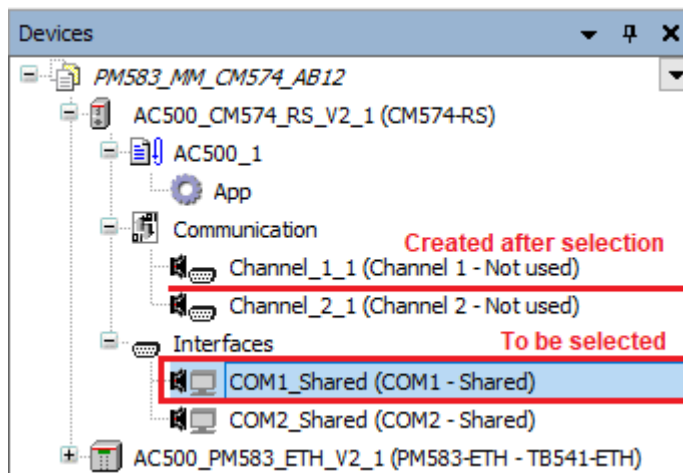 Devices
PM583_MM_CM574_AB12
AC500_CM574_RS_V2_1 (CM574-RS)
AC500_1
App
Communication
Created after selection
Channel_1_1 (Channel 1 - Not used)
Channel_2_1 (Channel 2 - Not used)
Interfaces
To be selected
COM1_Shared (COM1 - Shared)
COM2_Shared (COM2 - Shared)
AC500_PM583_ETH_V2_1 (PM583-ETH - TB541-ETH)